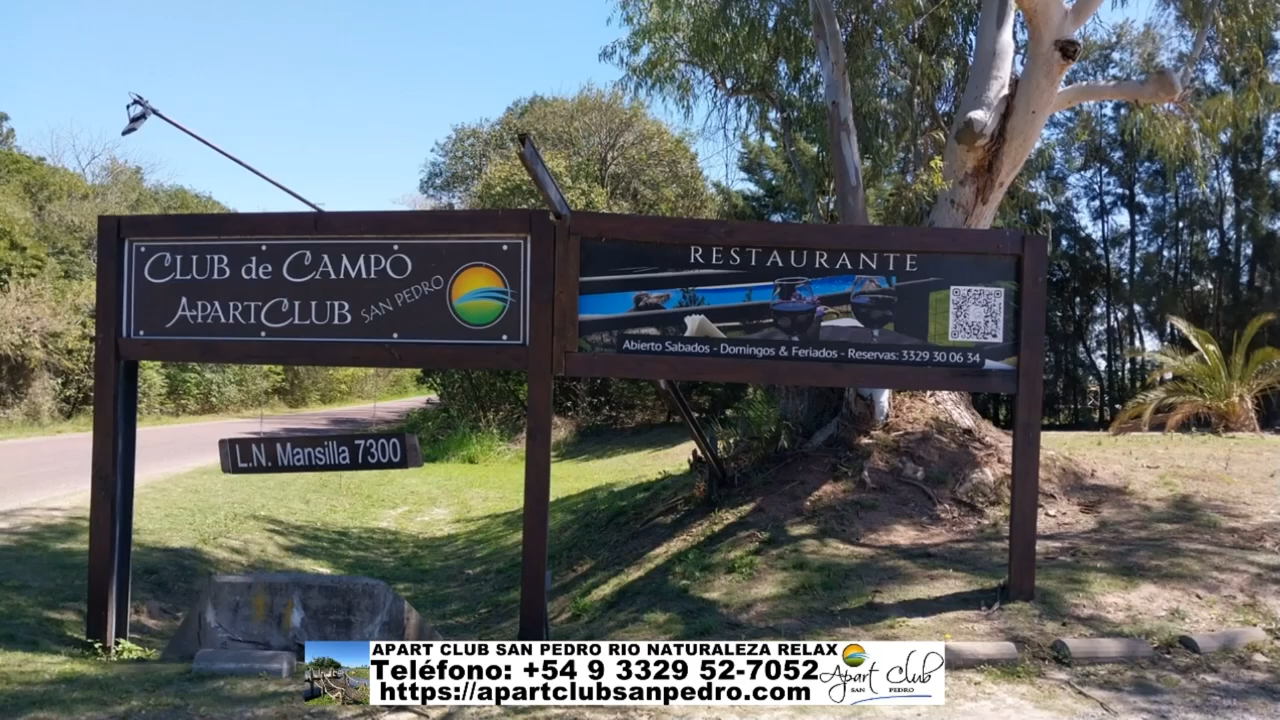 CLUB de CAMPO
APARTCLUB SAN PEDRO
RESTAURANTE
Abierto Sabados - Domingos & Feriados - Reservas: 3329 30 06 34
L.N. Mansilla 7300
APART CLUB SAN PEDRO RIO NATURALEZA RELAX
Teléfono: +54 9 3329 52-7052
https://apartclubsanpedro.com
Apart Club
SAN PEDRO